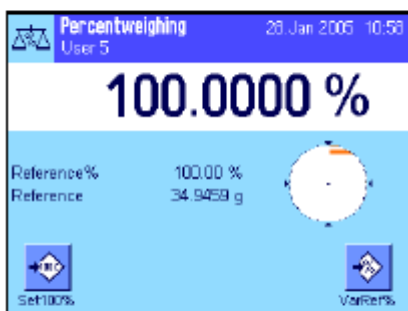 Percentweighing 28.Jan 2005 10:58
User 5
100.0000 %
Reference% 100.00 %
Reference 34.9459 g
Set100% VarRef%